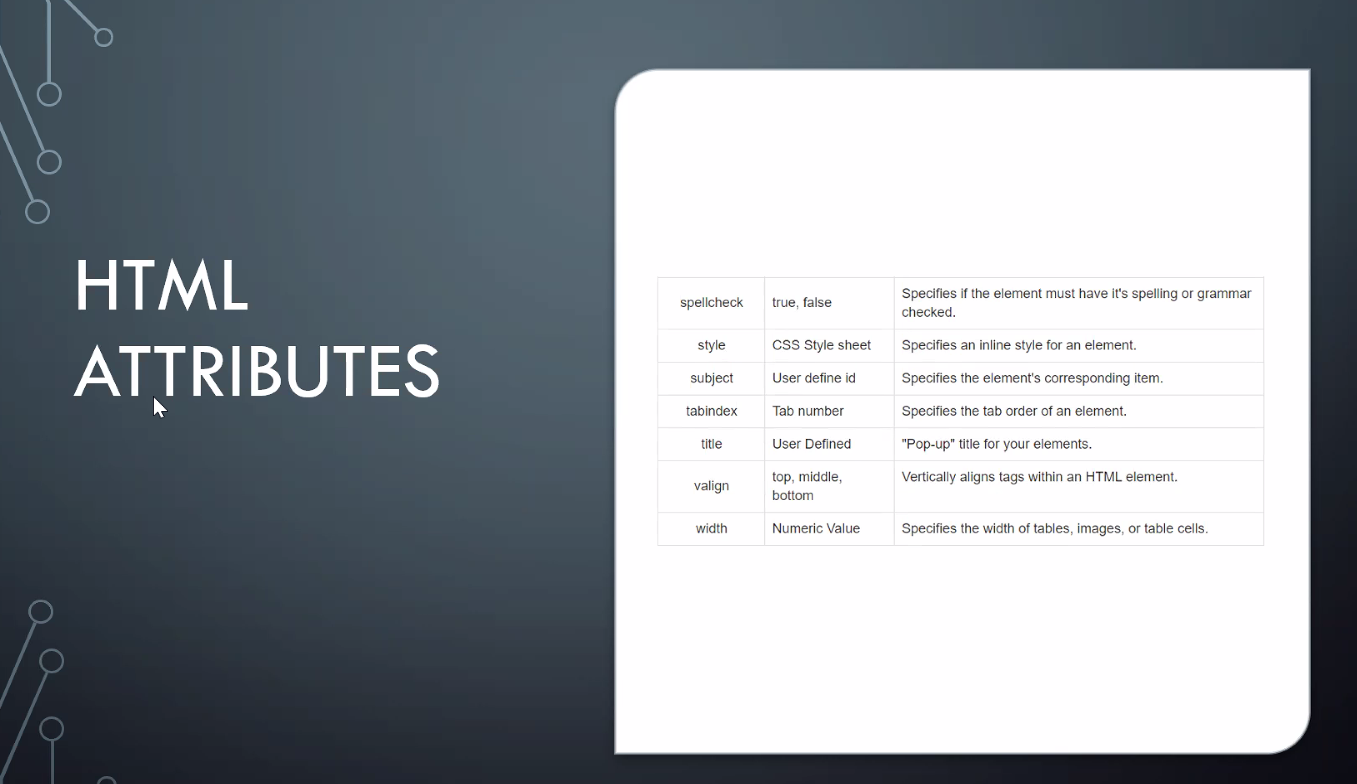 HTML
ATTRIBUTES
spellcheck true, false Specifies if the element must have it's spelling or grammar
checked.
style CSS Style sheet Specifies an inline style for an element.
subject User define id Specifies the element's corresponding item.
tabindex Tab number Specifies the tab order of an element.
title User Defined "Pop-up" title for your elements.
valign top, middle, Vertically aligns tags within an HTML element.
bottom
width Numeric Value Specifies the width of tables, images, or table cells.